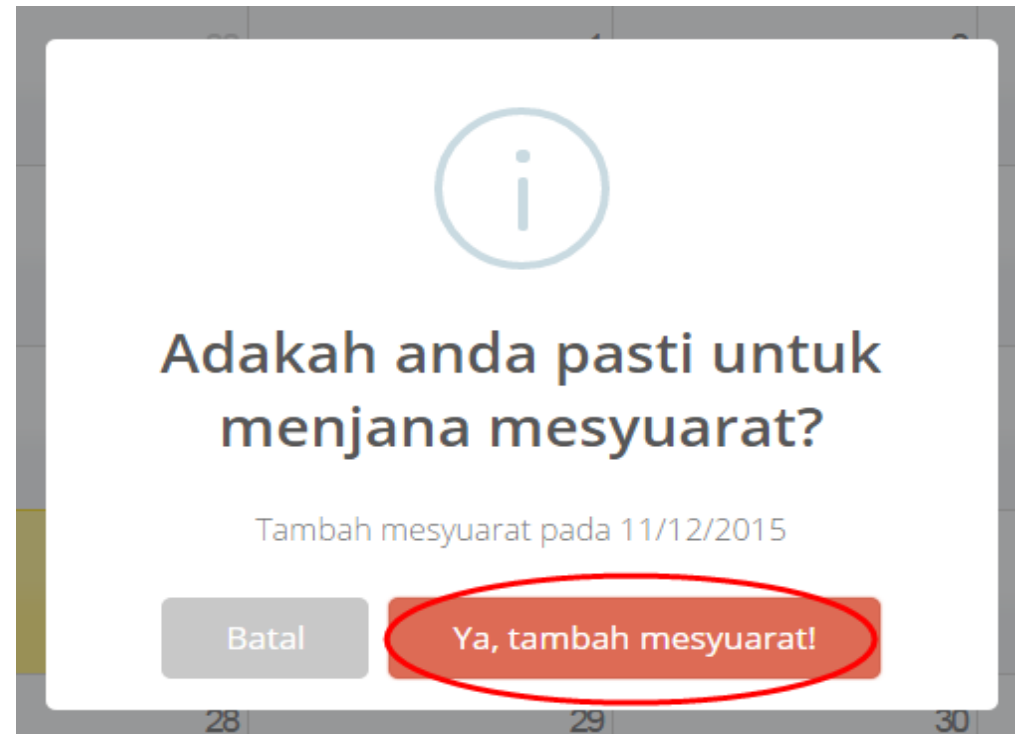 Adakah anda pasti untuk
menjana mesyuarat?
Tambah mesyuarat pada 11/12/2015
Batal
Ya, tambah mesyuarat!
28
29
30